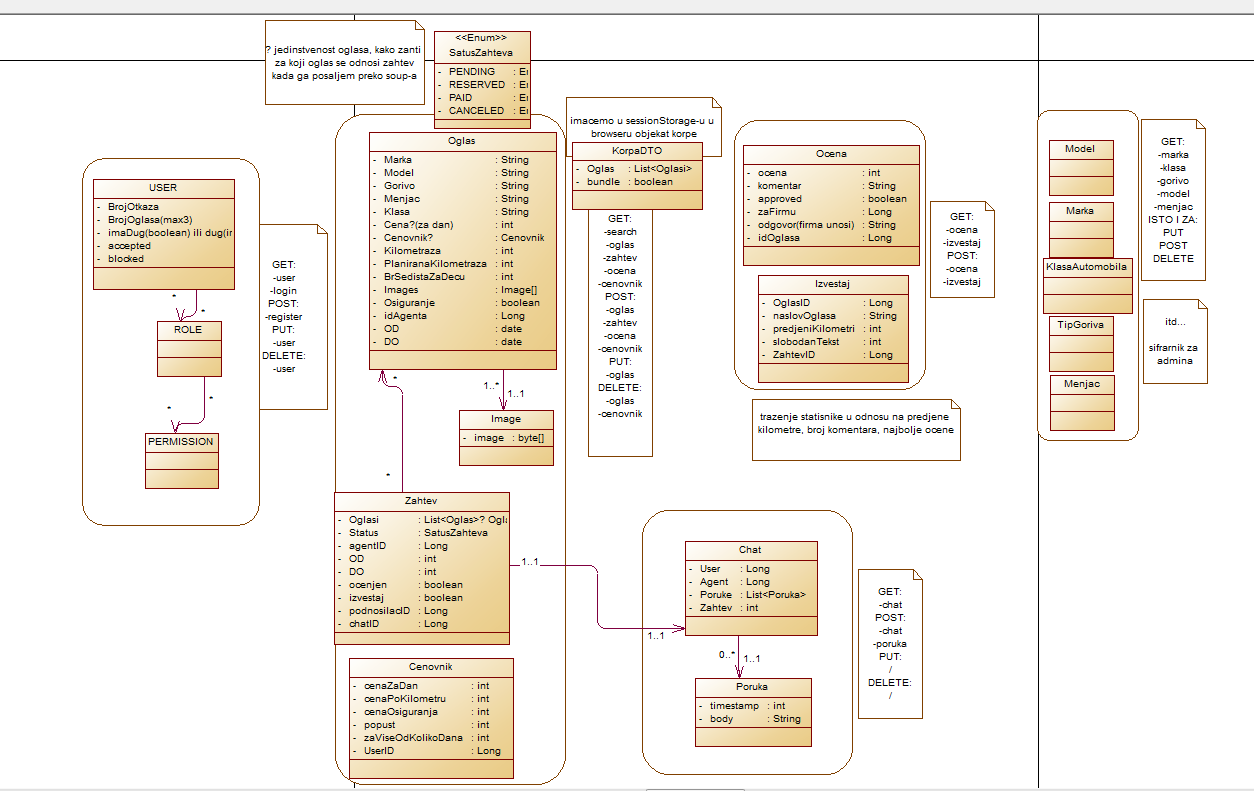 ? jedinstvenost oglasa, kako zanti
za koji oglas se odnosi zahtev
kada ga posaljem preko soup-a
<<Enum>>
SatusZahteva
- PENDING : E
- RESERVED : E
- PAID : E
- CANCELED : E
USER
- BrojOtkaza
- BrojOglasa(max3)
- imaDug(boolean) ili dug(ir
- accepted
- blocked
*
*
ROLE
*
*
PERMISSION
GET:
-user
-login
POST:
-register
PUT:
-user
DELETE:
-user
Oglas
- Marka : String
- Model : String
- Gorivo : String
- Menjac : String
- Klasa : String
- Cena?(za dan) : int
- Cenovnik? : Cenovnik
- Kilometraza : int
- PlaniranaKilometraza : int
- BrSedistaZaDecu : int
- Images : Image[]
- Osiguranje : boolean
- idAgenta : Long
- OD : date
- DO : date
*
1..*
1..1
Image
- image : byte[]
*
Zahtev
- Oglasi : List<Oglas>? Ogl
- Status : SatusZahteva
- agentID : Long
- OD : int
- DO : int
- ocenjen : boolean
- izvestaj : boolean
- podnosilacID : Long
- chatID : Long
Cenovnik
- cenaZaDan : int
- cenaPoKilometru : int
- cenaOsiguranja : int
- popust : int
- zaViseOdKolikoDana : int
- UserID : Long
imacemo u sessionStorage-u u
browseru objekat korpe
KorpaDTO
- Oglas : List<Oglasi>
- bundle : boolean
GET:
-search
-oglas
-zahtev
-ocena
-cenovnik
POST:
-oglas
-zahtev
-ocena
-cenovnik
PUT:
-oglas
DELETE:
-oglas
-cenovnik
Ocena
- ocena : int
- komentar : String
- approved : boolean
- zaFirmu : Long
- odgovor(firma unosi) : String
- idOglasa : Long
Izvestaj
- OglasID : Long
- naslovOglasa : String
- predjeniKilometri : int
- slobodanTekst : int
- ZahtevID : Long
GET:
-ocena
-izvestaj
POST:
-ocena
-izvestaj
trazenje statisnike u odnosu na predjene
kilometre, broj komentara, najbolje ocene
1..1
1..1
Chat
- User : Long
- Agent : Long
- Poruke : List<Poruka>
- Zahtev : int
0..*
1..1
Poruka
- timestamp : int
- body : String
GET:
-chat
POST:
-chat
-poruka
PUT:
/
DELETE:
/
Model
Marka
KlasaAutomobila
TipGoriva
Menjac
GET:
-marka
-klasa
-gorivo
-model
-menjac
ISTO I ZA:
PUT
POST
DELETE
itd...
sifrarnik za
admina